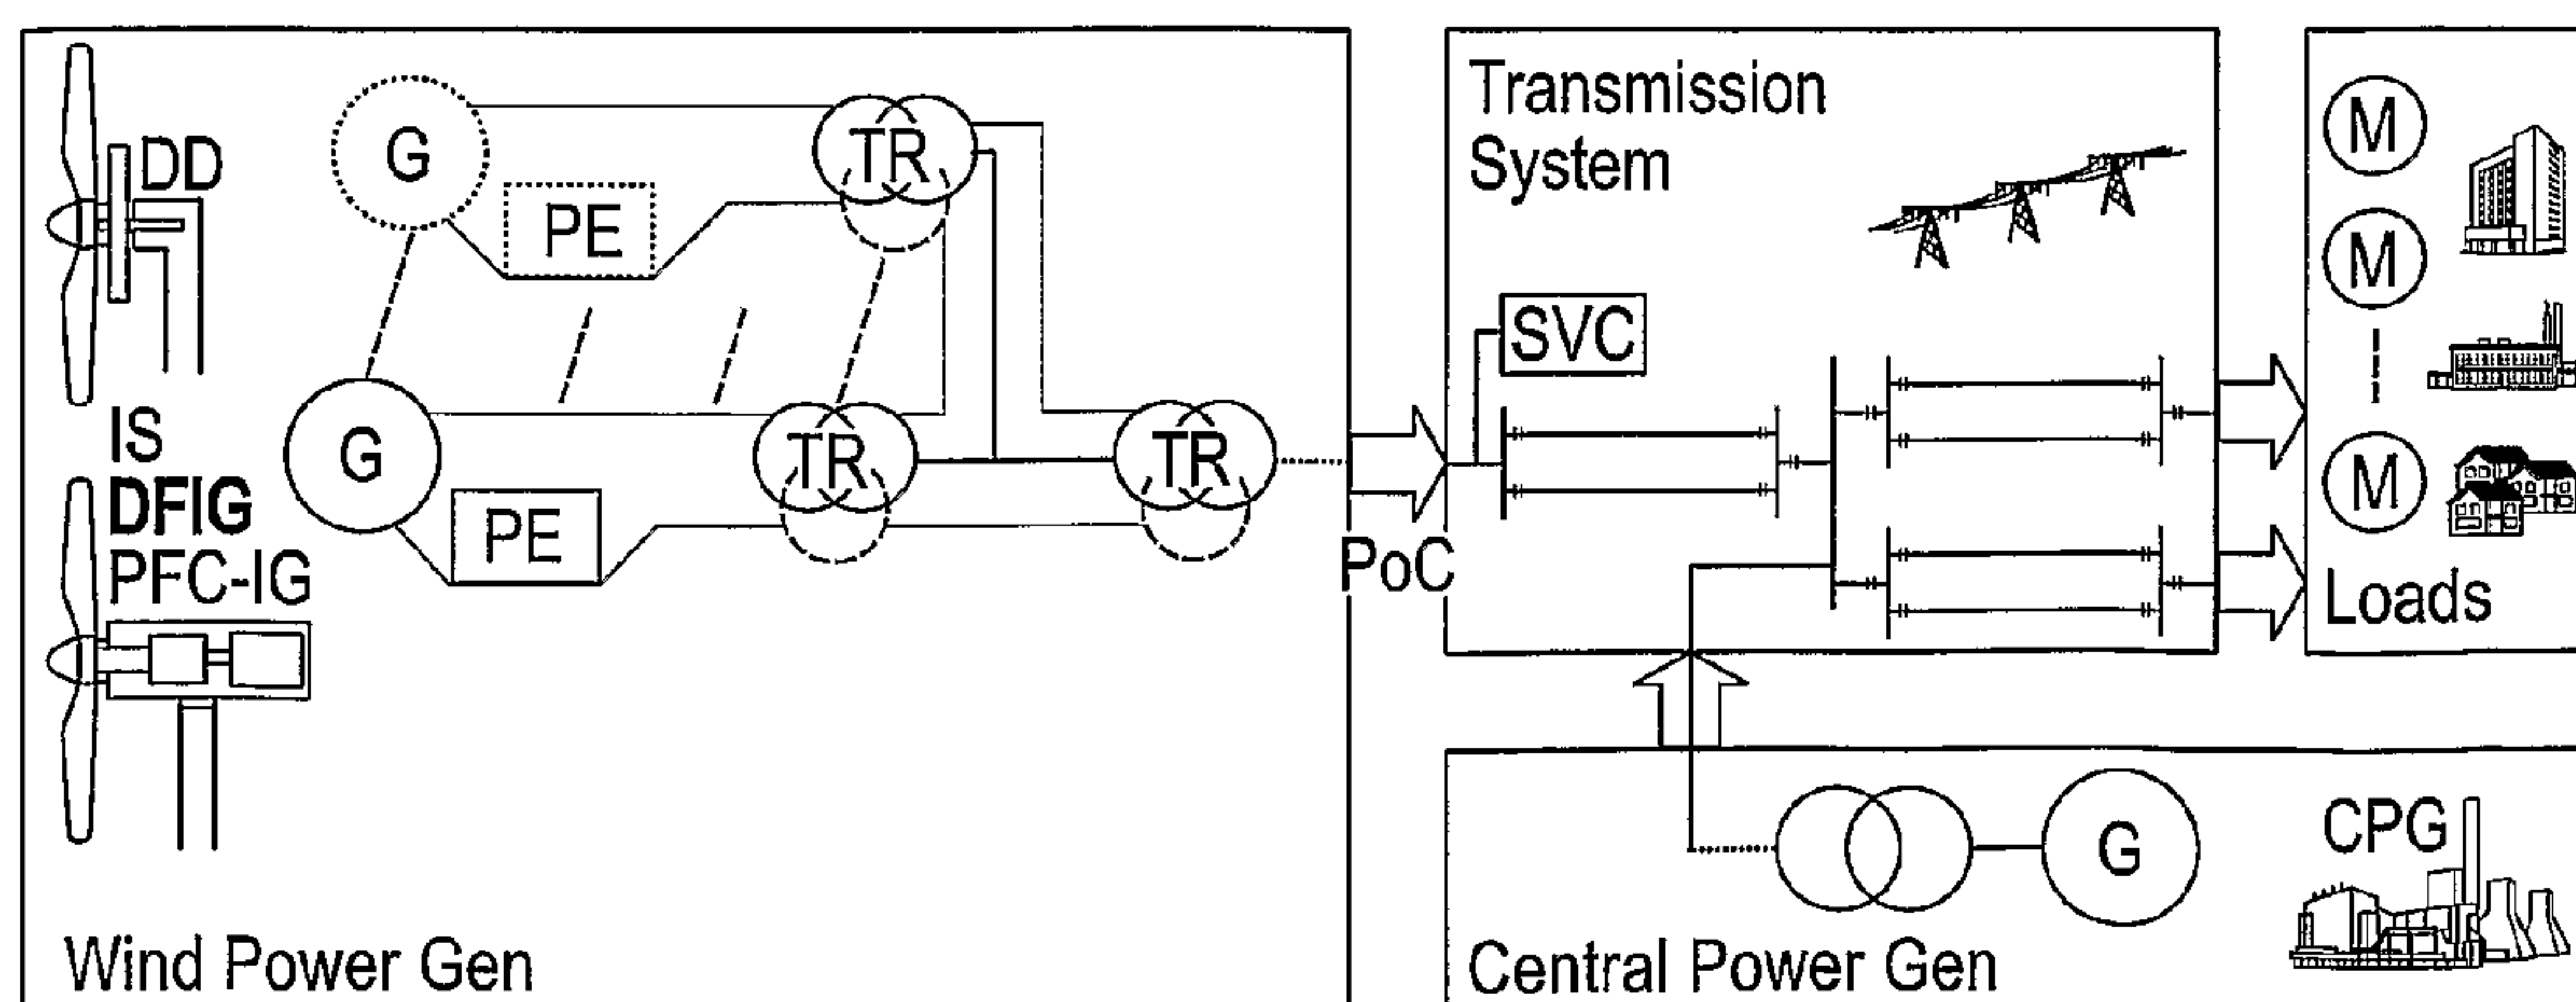 DD
G
PE
TR
IS
DFIG
PFC-IG
G
PE
TR
TR
Wind Power Gen
PoC
Transmission
System
SVC
M
M
M
Loads
G
CPG
Central Power Gen